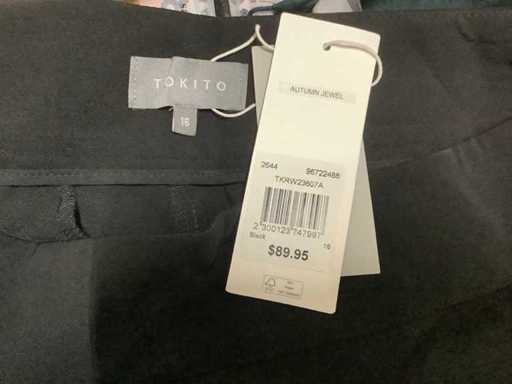 TOKITO
16
AUTUMN JEWEL
2644 96722488
TKRW23607A
2 300123 747997
Black 16
$89.95